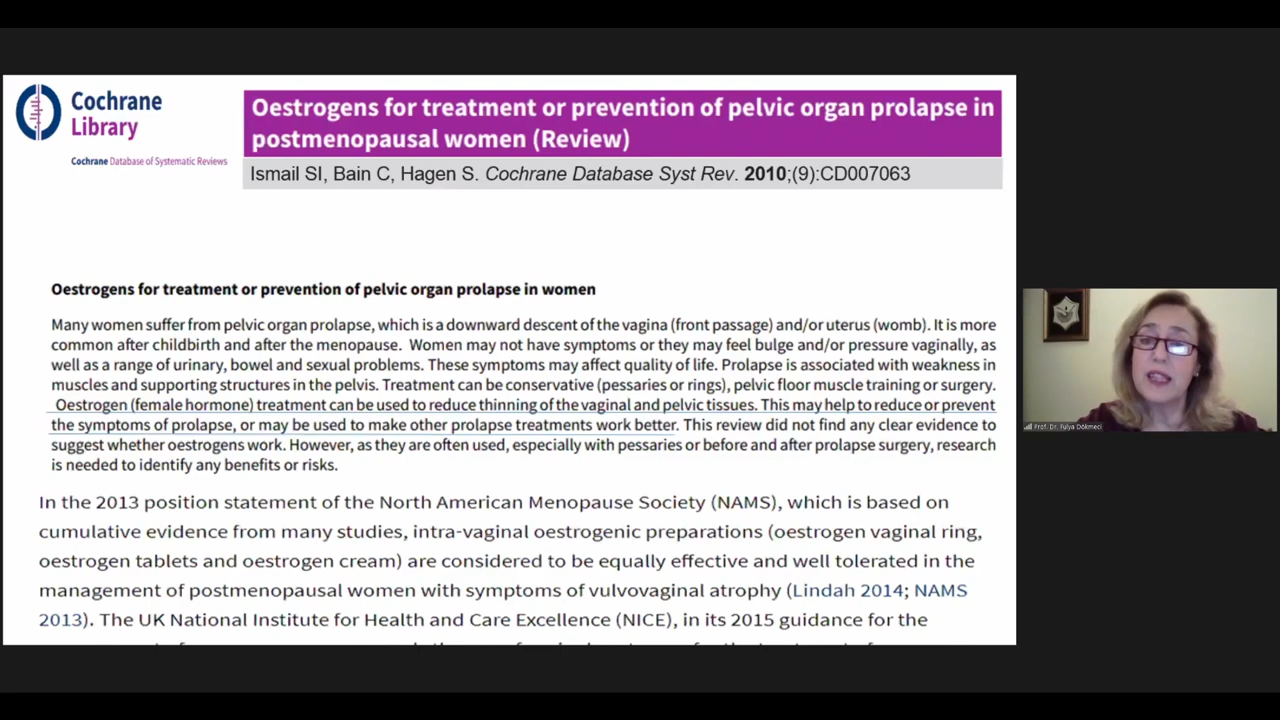 Cochrane
Library
Cochrane Database of Systematic Reviews
Oestrogens for treatment or prevention of pelvic organ prolapse in
postmenopausal women (Review)
Ismail SI, Bain C, Hagen S. Cochrane Database Syst Rev. 2010;(9):CD007063
Oestrogens for treatment or prevention of pelvic organ prolapse in women
Many women suffer from pelvic organ prolapse, which is a downward descent of the vagina (front passage) and/or uterus (womb). It is more
common after childbirth and after the menopause. Women may not have symptoms or they may feel bulge and/or pressure vaginally, as
well as a range of urinary, bowel and sexual problems. These symptoms may affect quality of life. Prolapse is associated with weakness in
muscles and supporting structures in the pelvis. Treatment can be conservative (pessaries or rings), pelvic floor muscle training or surgery.
Oestrogen (female hormone) treatment can be used to reduce thinning of the vaginal and pelvic tissues. This may help to reduce or prevent
the symptoms of prolapse, or may be used to make other prolapse treatments work better. This review did not find any clear evidence to
suggest whether oestrogens work. However, as they are often used, especially with pessaries or before and after prolapse surgery, research
is needed to identify any benefits or risks.
In the 2013 position statement of the North American Menopause Society (NAMS), which is based on
cumulative evidence from many studies, intra-vaginal oestrogenic preparations (oestrogen vaginal ring,
oestrogen tablets and oestrogen cream) are considered to be equally effective and well tolerated in the
management of postmenopausal women with symptoms of vulvovaginal atrophy (Lindah 2014; NAMS
2013). The UK National Institute for Health and Care Excellence (NICE), in its 2015 guidance for the
Prof. Dr. Fulya Dökmeci